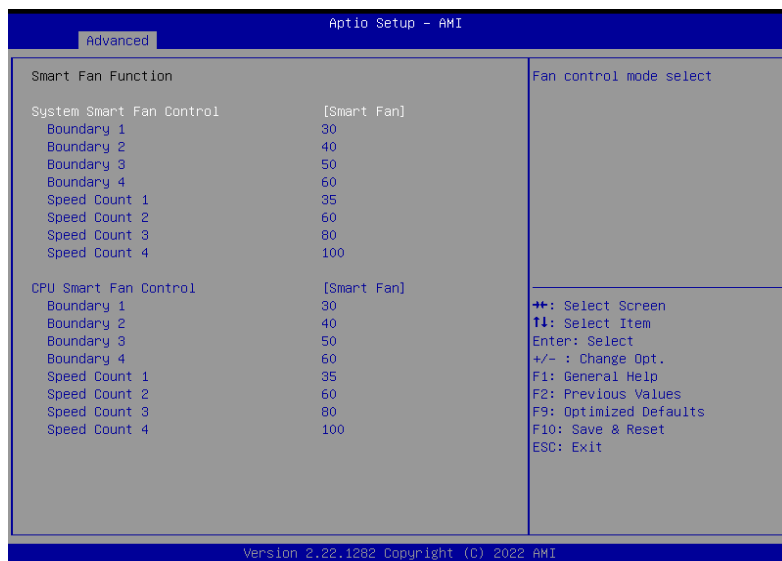 Aptio Setup - AMI
Advanced
Smart Fan Function
System Smart Fan Control [Smart Fan]
Boundary 1 30
Boundary 2 40
Boundary 3 50
Boundary 4 60
Speed Count 1 35
Speed Count 2 60
Speed Count 3 80
Speed Count 4 100
CPU Smart Fan Control [Smart Fan]
Boundary 1 30
Boundary 2 40
Boundary 3 50
Boundary 4 60
Speed Count 1 35
Speed Count 2 60
Speed Count 3 80
Speed Count 4 100
Fan control mode select
→←: Select Screen
↑↓: Select Item
Enter: Select
+/- : Change Opt.
F1: General Help
F2: Previous Values
F9: Optimized Defaults
F10: Save & Reset
ESC: Exit
Version 2.22.1282 Copyright (C) 2022 AMI